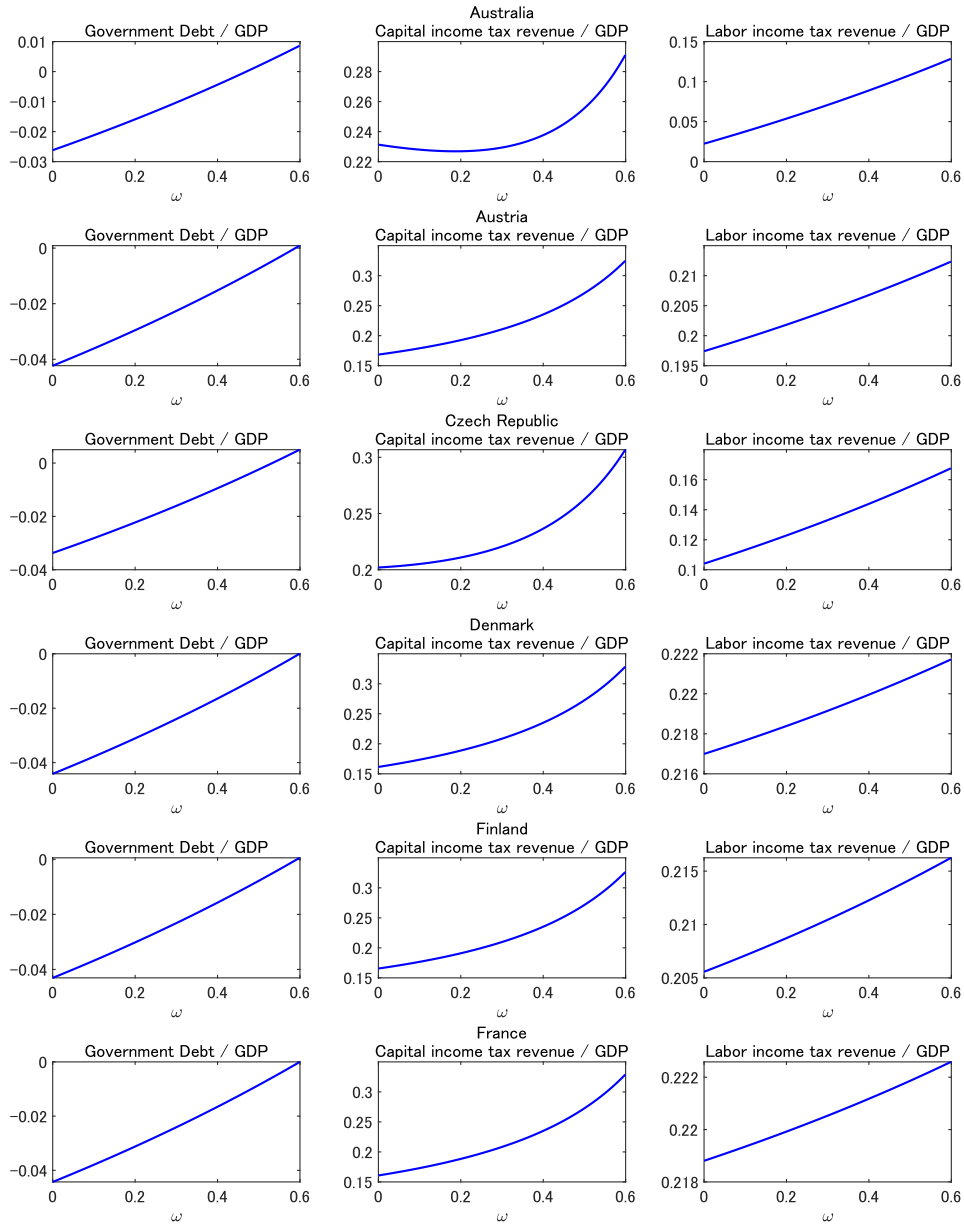 Australia
Government Debt / GDP
Capital income tax revenue / GDP
Labor income tax revenue / GDP
0.01
0
−0.01
−0.02
−0.03
0 0.2 0.4 0.6
ω
0.28
0.26
0.24
0.22
0 0.2 0.4 0.6
ω
0.15
0.1
0.05
0
0 0.2 0.4 0.6
ω
Austria
Government Debt / GDP
Capital income tax revenue / GDP
Labor income tax revenue / GDP
0
−0.02
−0.04
0 0.2 0.4 0.6
ω
0.3
0.25
0.2
0.15
0 0.2 0.4 0.6
ω
0.21
0.205
0.2
0.195
0 0.2 0.4 0.6
ω
Czech Republic
Government Debt / GDP
Capital income tax revenue / GDP
Labor income tax revenue / GDP
0
−0.02
−0.04
0 0.2 0.4 0.6
ω
0.3
0.25
0.2
0 0.2 0.4 0.6
ω
0.16
0.14
0.12
0.1
0 0.2 0.4 0.6
ω
Denmark
Government Debt / GDP
Capital income tax revenue / GDP
Labor income tax revenue / GDP
0
−0.02
−0.04
0 0.2 0.4 0.6
ω
0.3
0.25
0.2
0.15
0 0.2 0.4 0.6
ω
0.222
0.22
0.218
0.216
0 0.2 0.4 0.6
ω
Finland
Government Debt / GDP
Capital income tax revenue / GDP
Labor income tax revenue / GDP
0
−0.02
−0.04
0 0.2 0.4 0.6
ω
0.3
0.25
0.2
0.15
0 0.2 0.4 0.6
ω
0.215
0.21
0.205
0 0.2 0.4 0.6
ω
France
Government Debt / GDP
Capital income tax revenue / GDP
Labor income tax revenue / GDP
0
−0.02
−0.04
0 0.2 0.4 0.6
ω
0.3
0.25
0.2
0.15
0 0.2 0.4 0.6
ω
0.222
0.22
0.218
0 0.2 0.4 0.6
ω